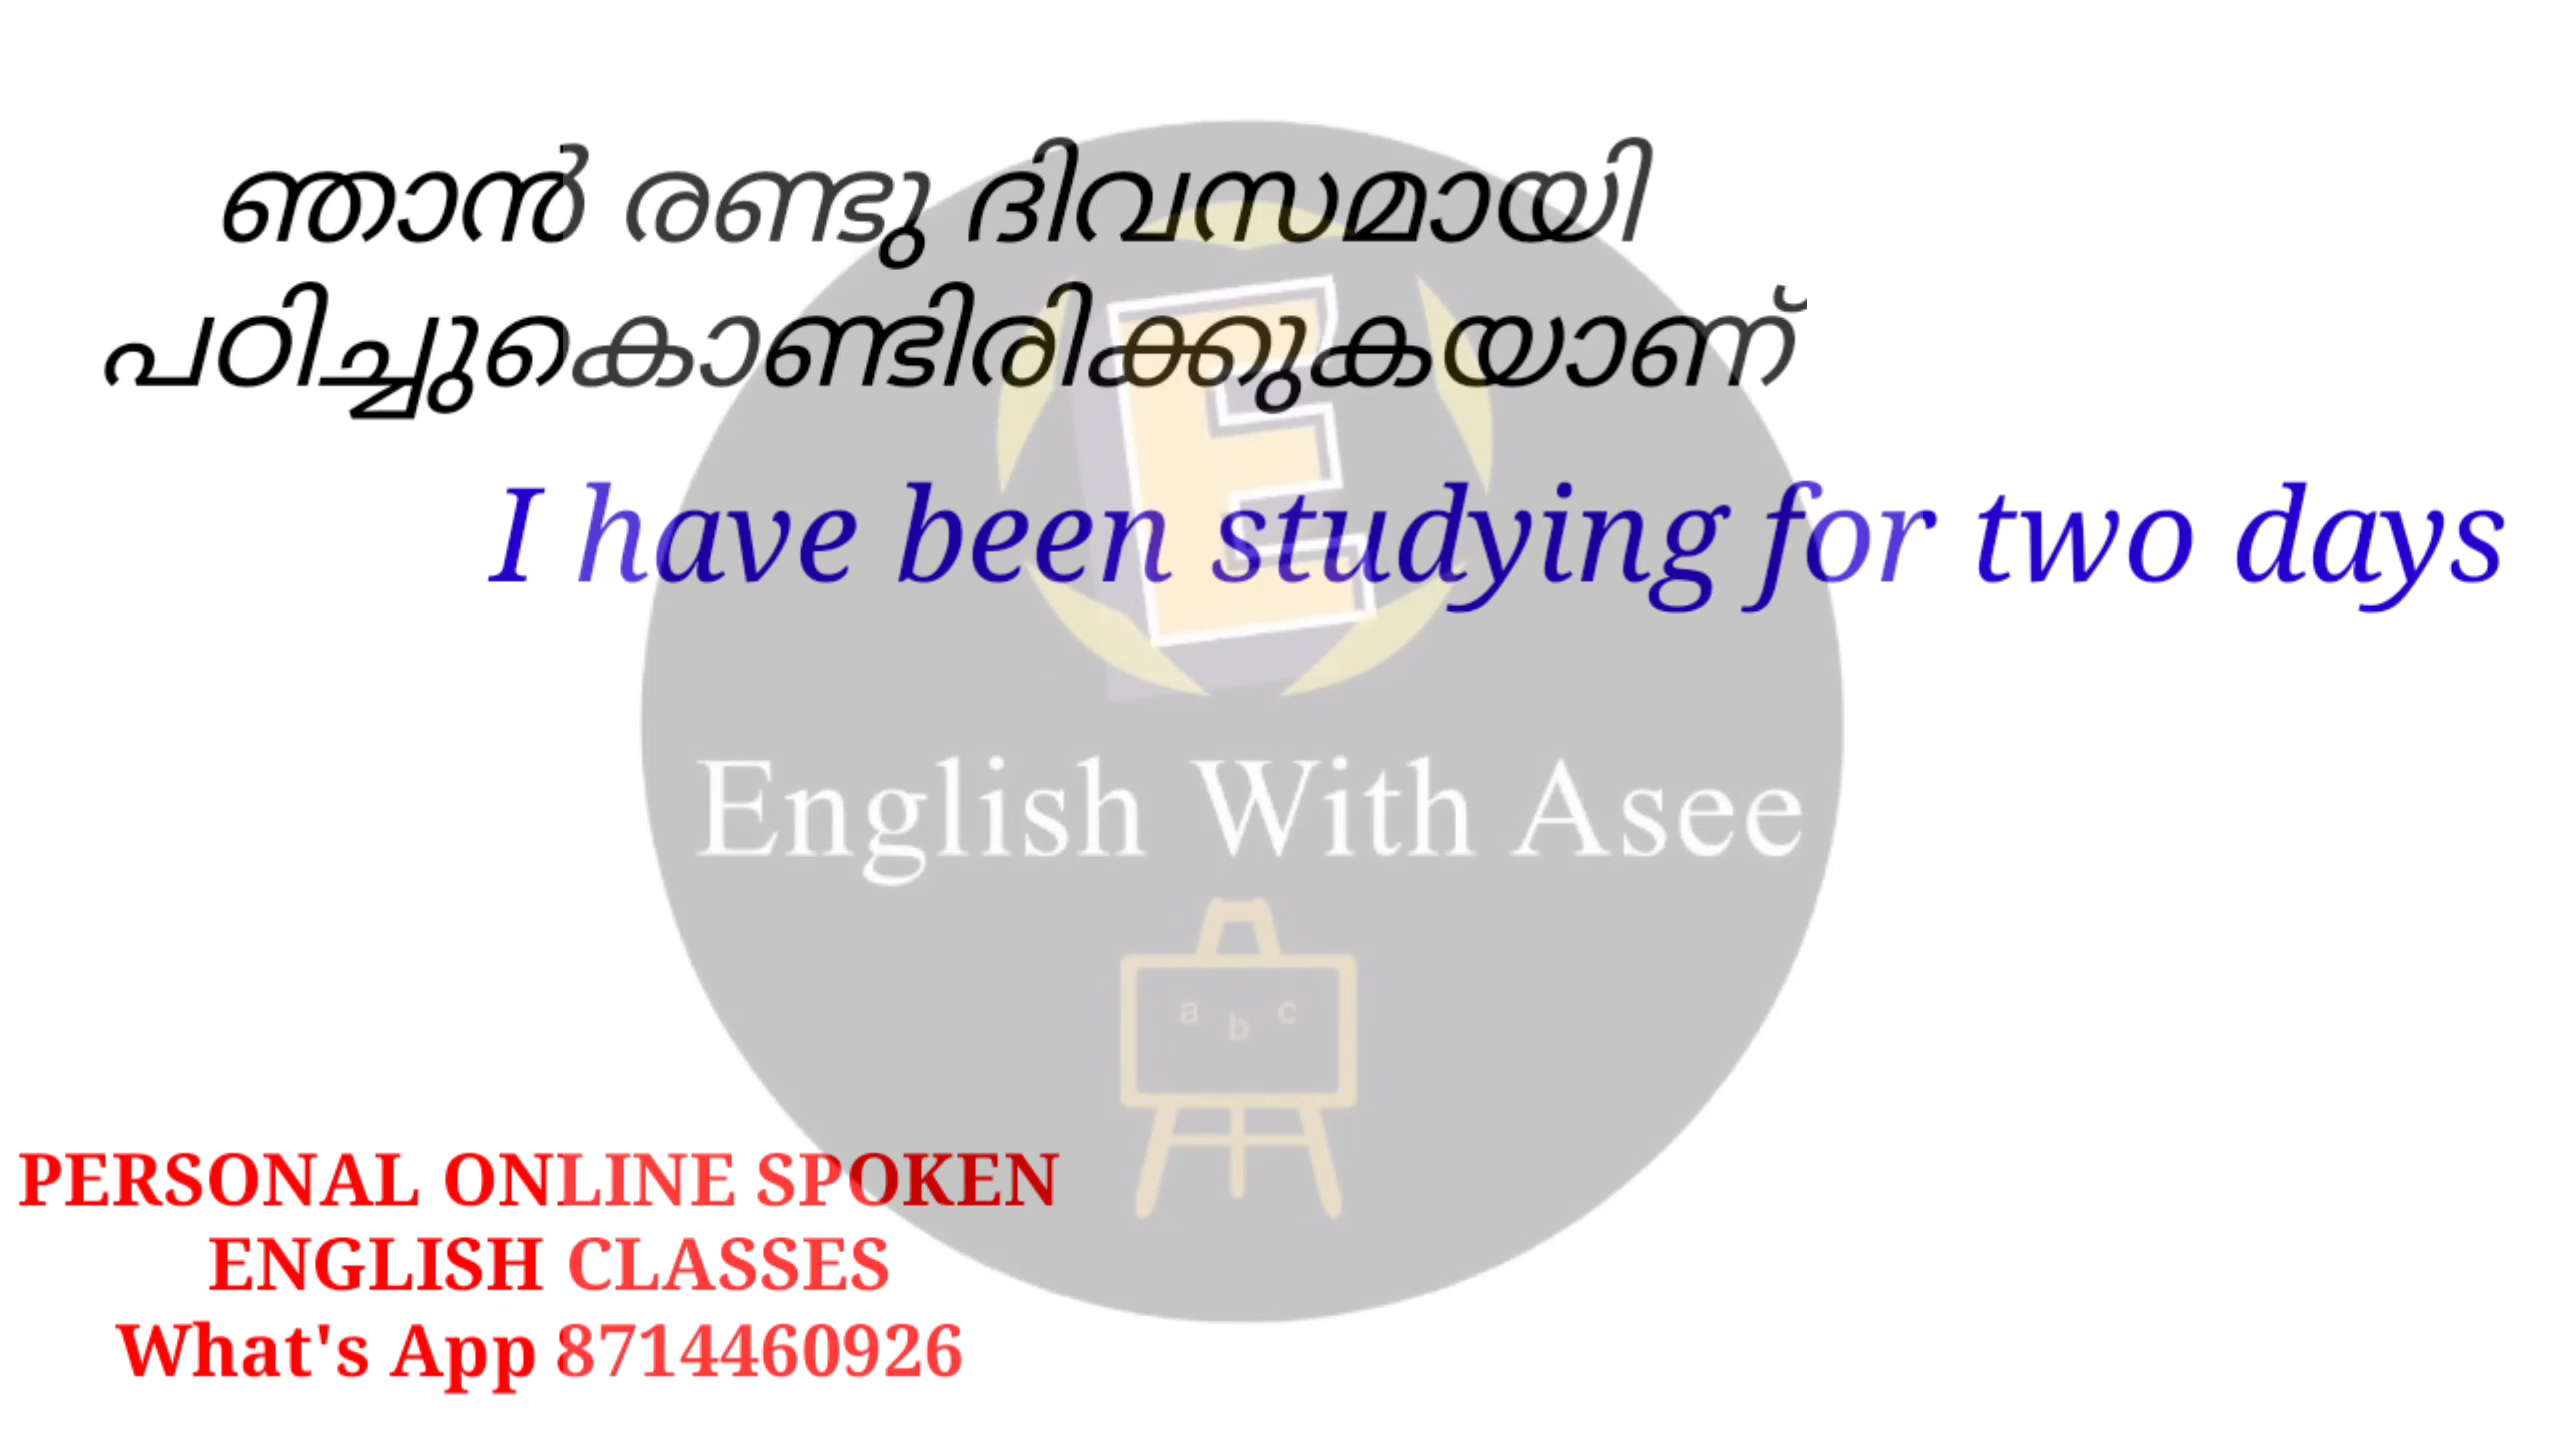 ഞാൻ രണ്ടു ദിവസമായി
പഠിച്ചുകൊണ്ടിരിക്കുകയാണ്
I have been studying for two days
E
English With Asee
a b c
PERSONAL ONLINE SPOKEN
ENGLISH CLASSES
What's App 8714460926